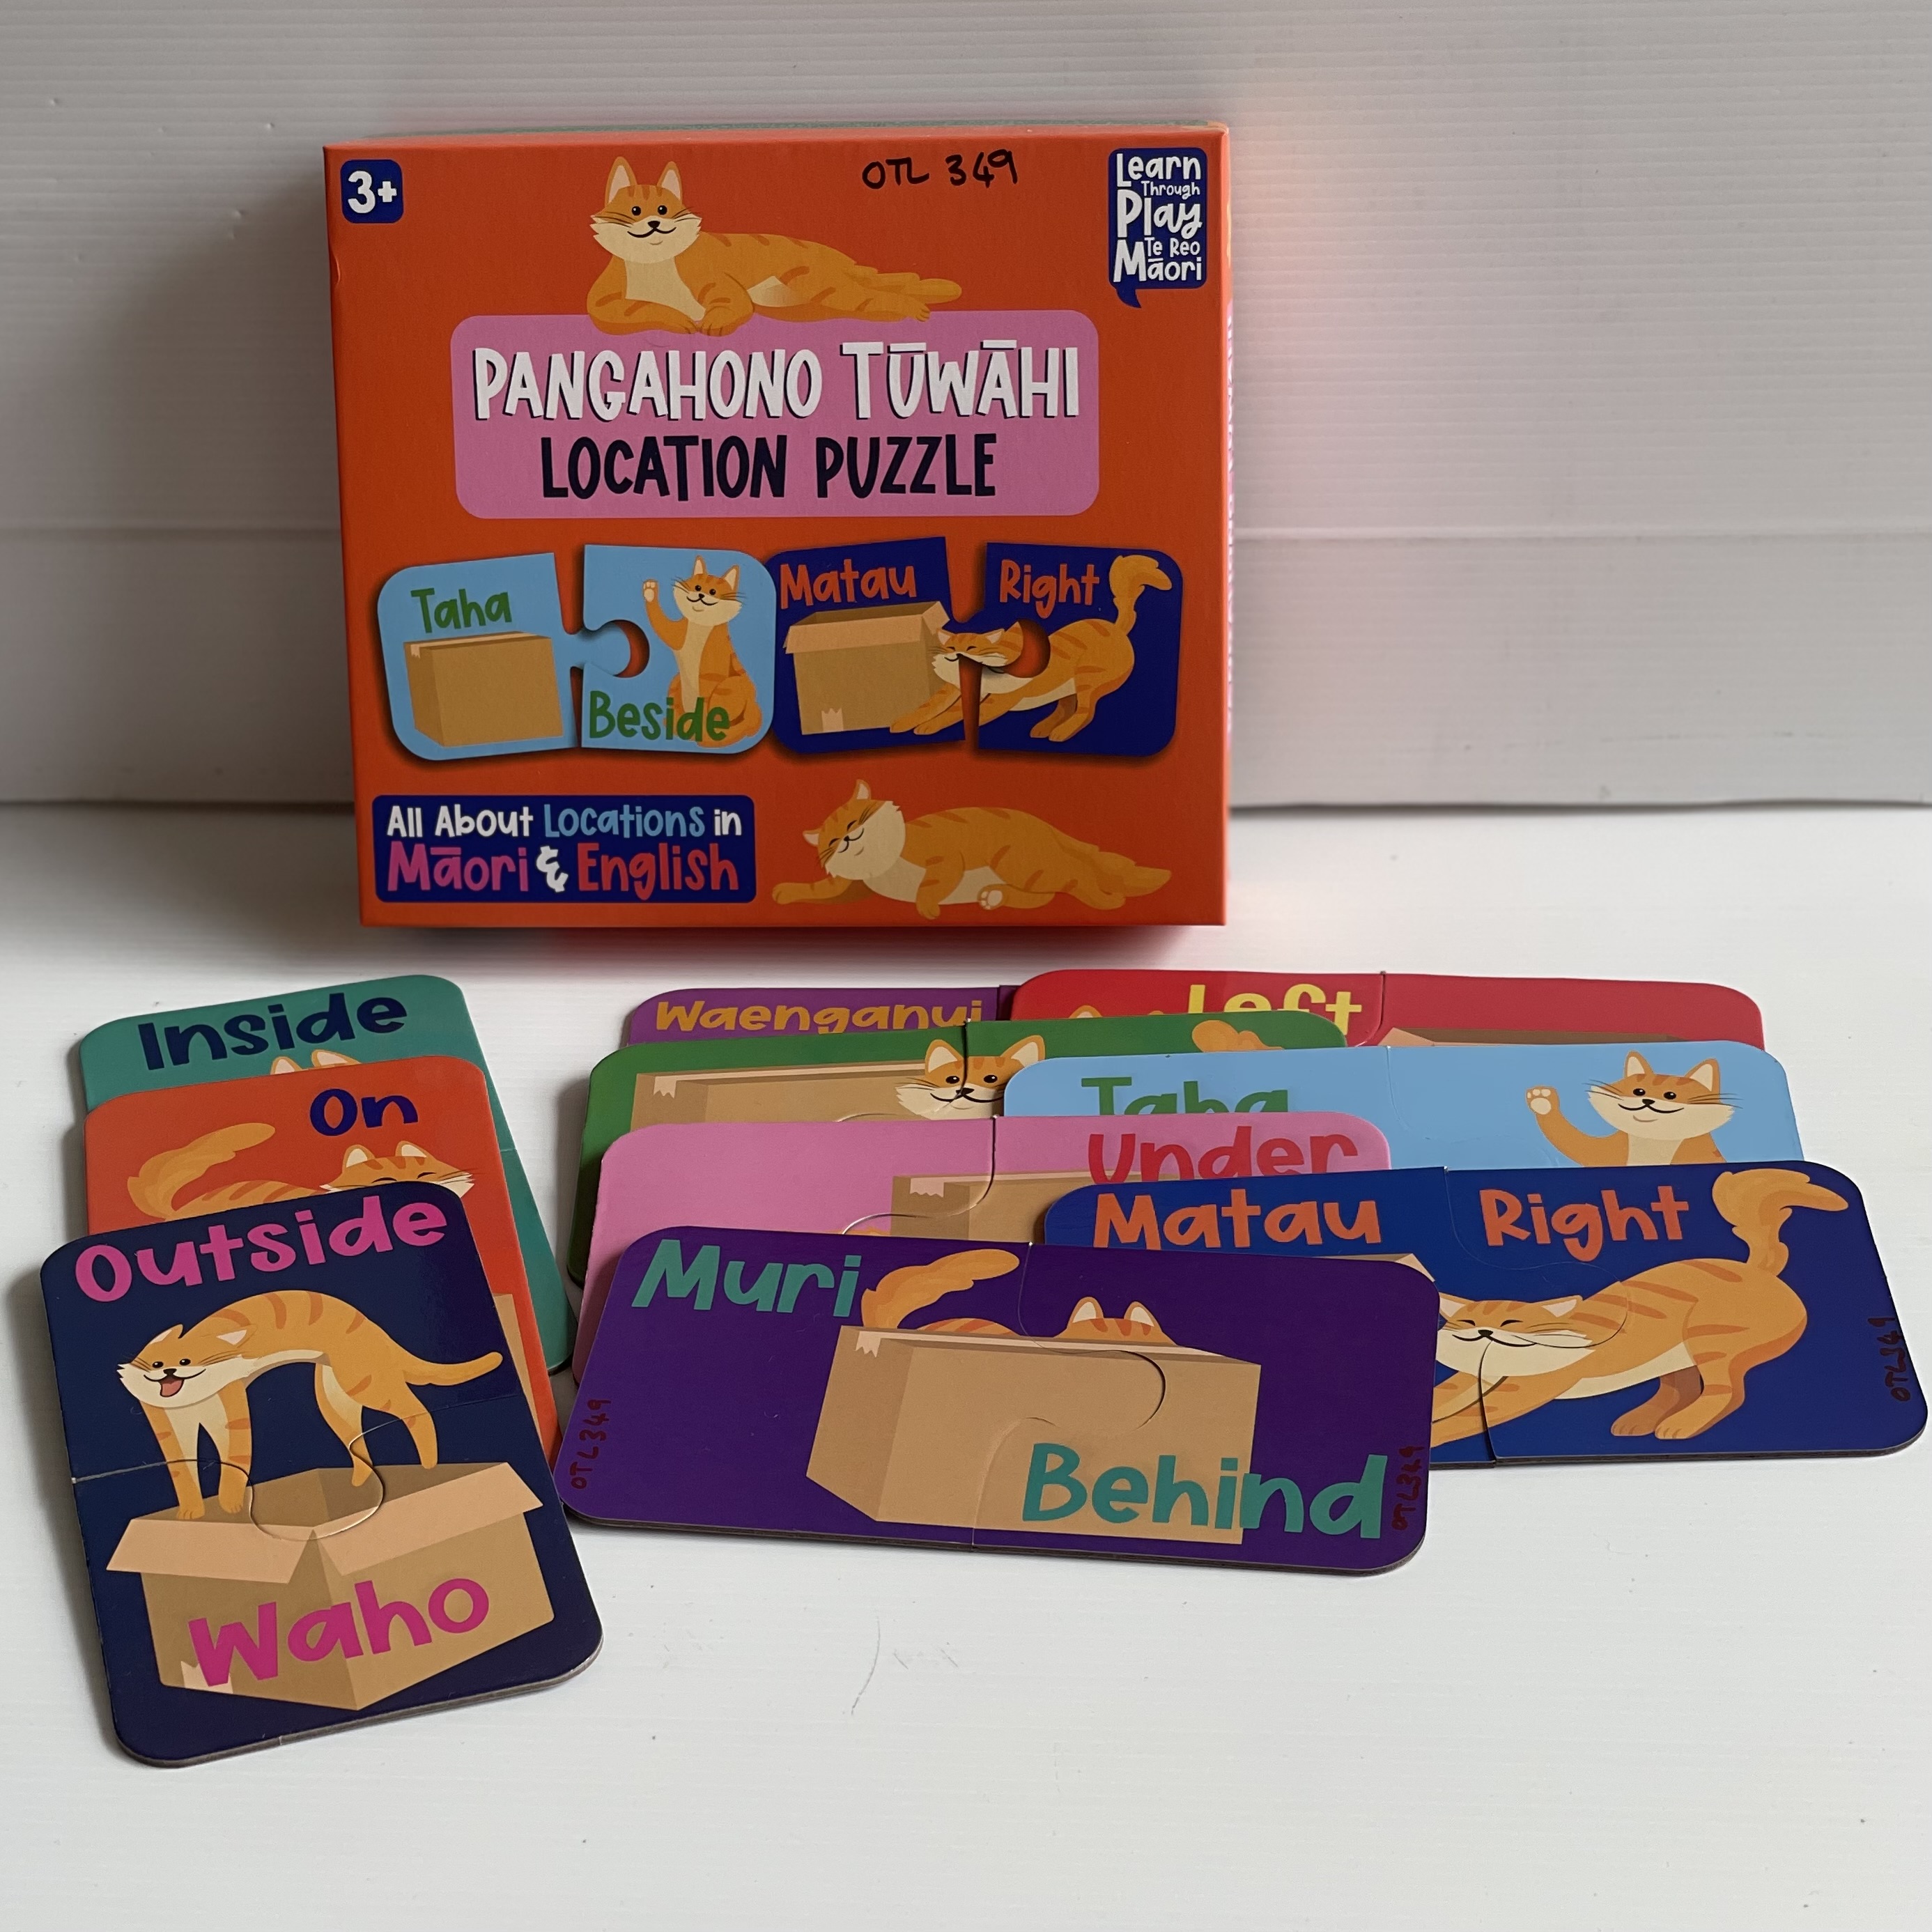 3+
OTL 349
Learn
Through
Play
Te Reo
Māori
PANGAHONO TŪWĀHI
LOCATION PUZZLE
Taha
Beside
Matau
Right
All About Locations in
Māori & English
Inside
On
Outside
Waho
Waenganui
Left
Taha
Under
Matau
Right
OTL349
Muri
Behind
OTL349
OTL349